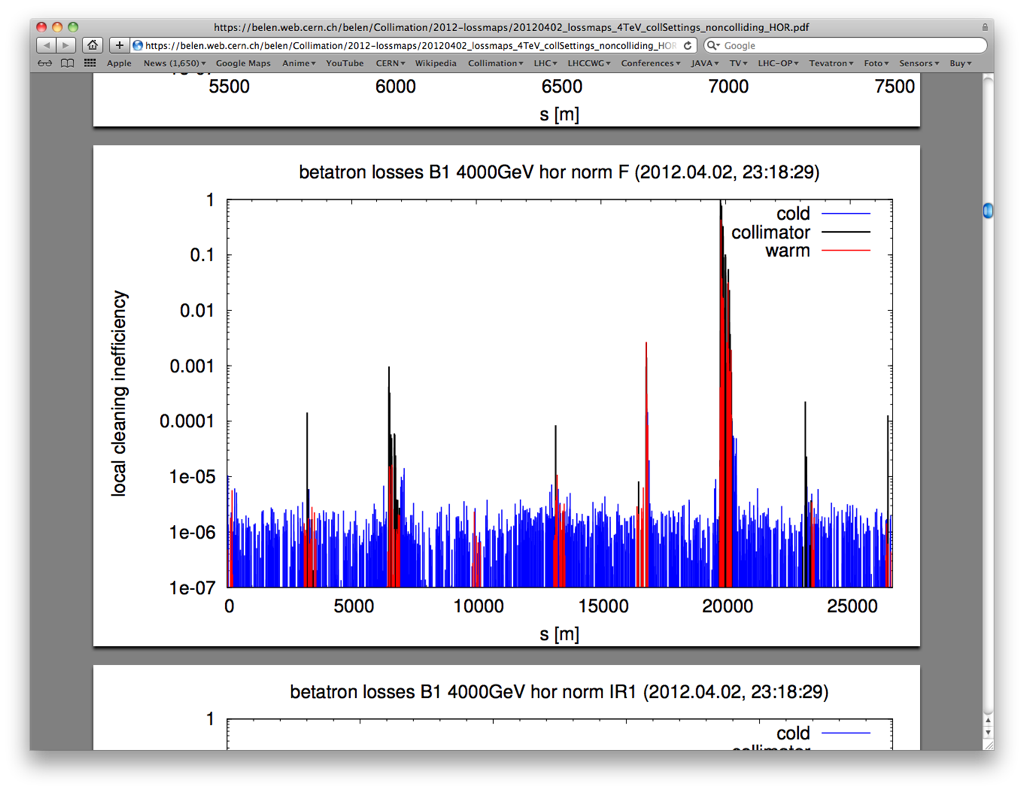 https://belen.web.cern.ch/belen/Collimation/2012-lossmaps/20120402_lossmaps_4TeV_collSettings_noncolliding_HOR.pdf
https://belen.web.cern.ch/belen/Collimation/2012-lossmaps/20120402_lossmaps_4TeV_collSettings_noncolliding_HOR
Google
Apple News (1,650) Google Maps Anime YouTube CERN Wikipedia Collimation LHC LHCCWG Conferences JAVA TV LHC-OP Tevatron Foto Sensors Buy
5500 6000 6500 7000 7500
s [m]
betatron losses B1 4000GeV hor norm F (2012.04.02, 23:18:29)
cold
collimator
warm
local cleaning inefficiency
1
0.1
0.01
0.001
0.0001
1e-05
1e-06
1e-07
0 5000 10000 15000 20000 25000
s [m]
betatron losses B1 4000GeV hor norm IR1 (2012.04.02, 23:18:29)
1
cold
collimator